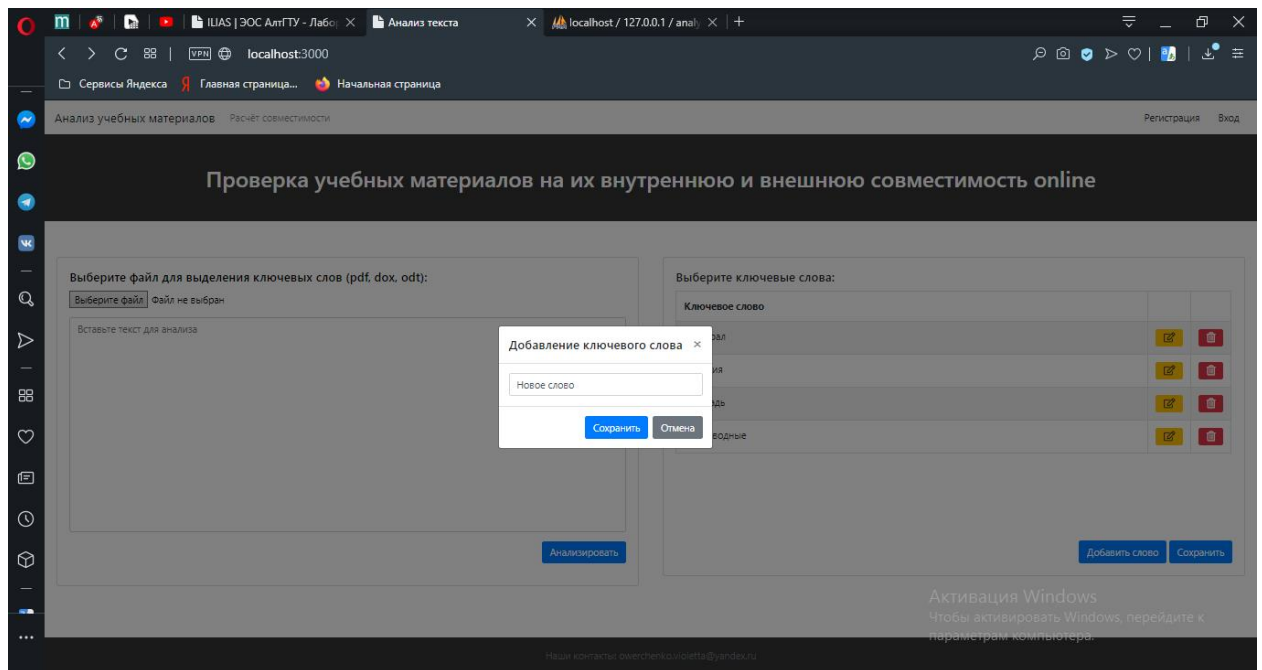 ILIAS | ЭОС АлтГТУ - Лабо
Анализ текста
localhost / 127.0.0.1 / analy
VPN
localhost:3000
Сервисы Яндекса
Главная страница...
Начальная страница
Анализ учебных материалов
Расчёт совместимости
Регистрация
Вход
Проверка учебных материалов на их внутреннюю и внешнюю совместимость online
Выберите файл для выделения ключевых слов (pdf, dox, odt):
Выберите файл
Файл не выбран
Вставьте текст для анализа
Анализировать
Добавление ключевого слова
×
Новое слово
Сохранить
Отмена
Выберите ключевые слова:
Ключевое слово
Добавить слово
Сохранить
Активация Windows
Чтобы активировать Windows, перейдите к
параметрам компьютера.
Наши контакты: owerchenko.violetta@yandex.ru